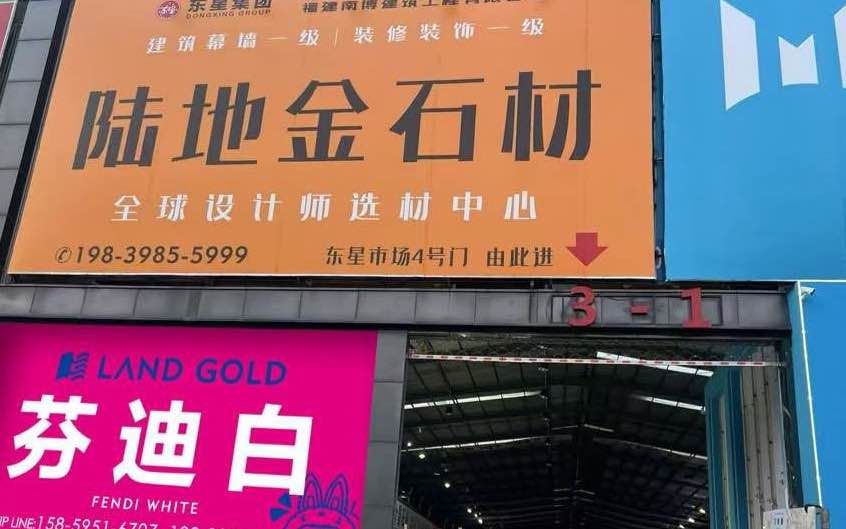 东星集团
DONGXING GROUP
福建南博建筑工程有限公司
建筑幕墙一级|装修装饰一级
陆地金石材
全球设计师选材中心
198-3985-5999
东星市场4号门 由此进
3-1
LAND GOLD
芬迪白
FENDI WHITE